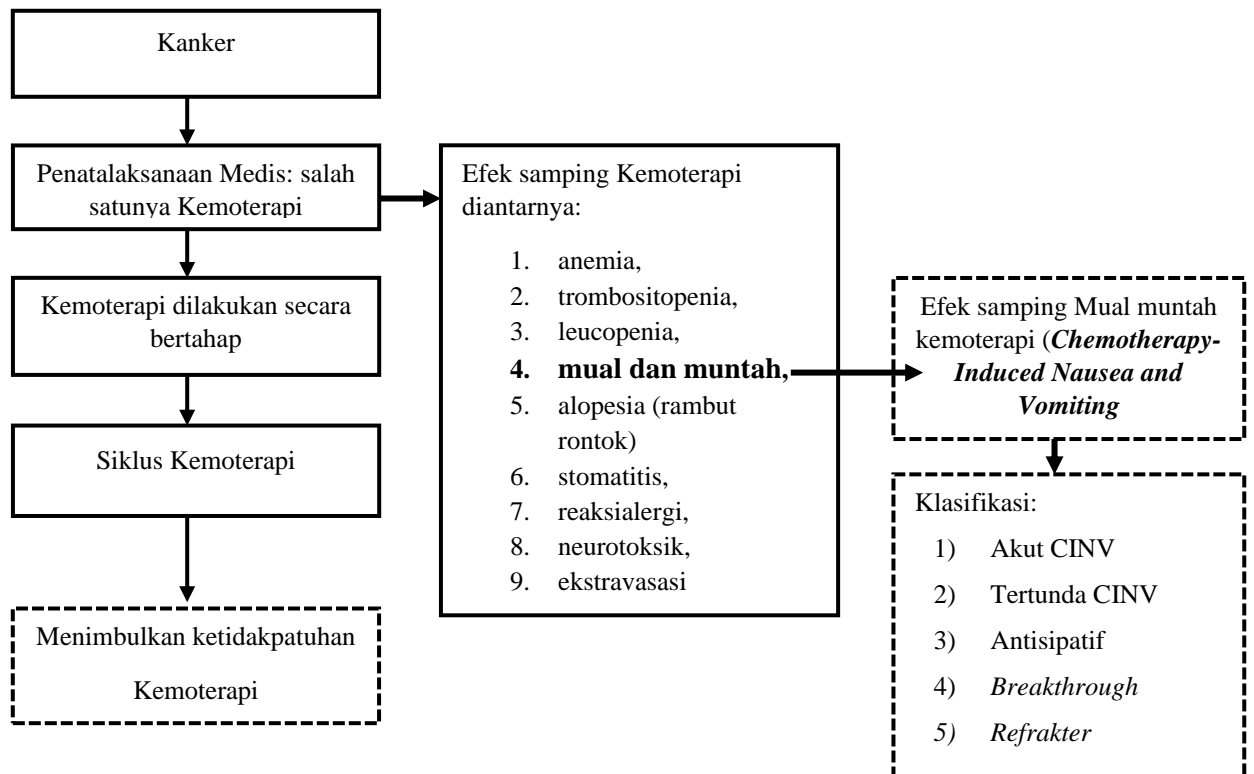 Kanker
Penatalaksanaan Medis: salah
satunya Kemoterapi
Kemoterapi dilakukan secara
bertahap
Siklus Kemoterapi
Menimbulkan ketidakpatuhan
Kemoterapi
Efek samping Kemoterapi
diantarnya:
1. anemia,
2. trombositopenia,
3. leucopenia,
4. mual dan muntah,
5. alopesia (rambut
rontok)
6. stomatitis,
7. reaksialergi,
8. neurotoksik,
9. ekstravasasi
Efek samping Mual muntah
kemoterapi (Chemotherapy-
Induced Nausea and
Vomiting
Klasifikasi:
1) Akut CINV
2) Tertunda CINV
3) Antisipatif
4) Breakthrough
5) Refrakter